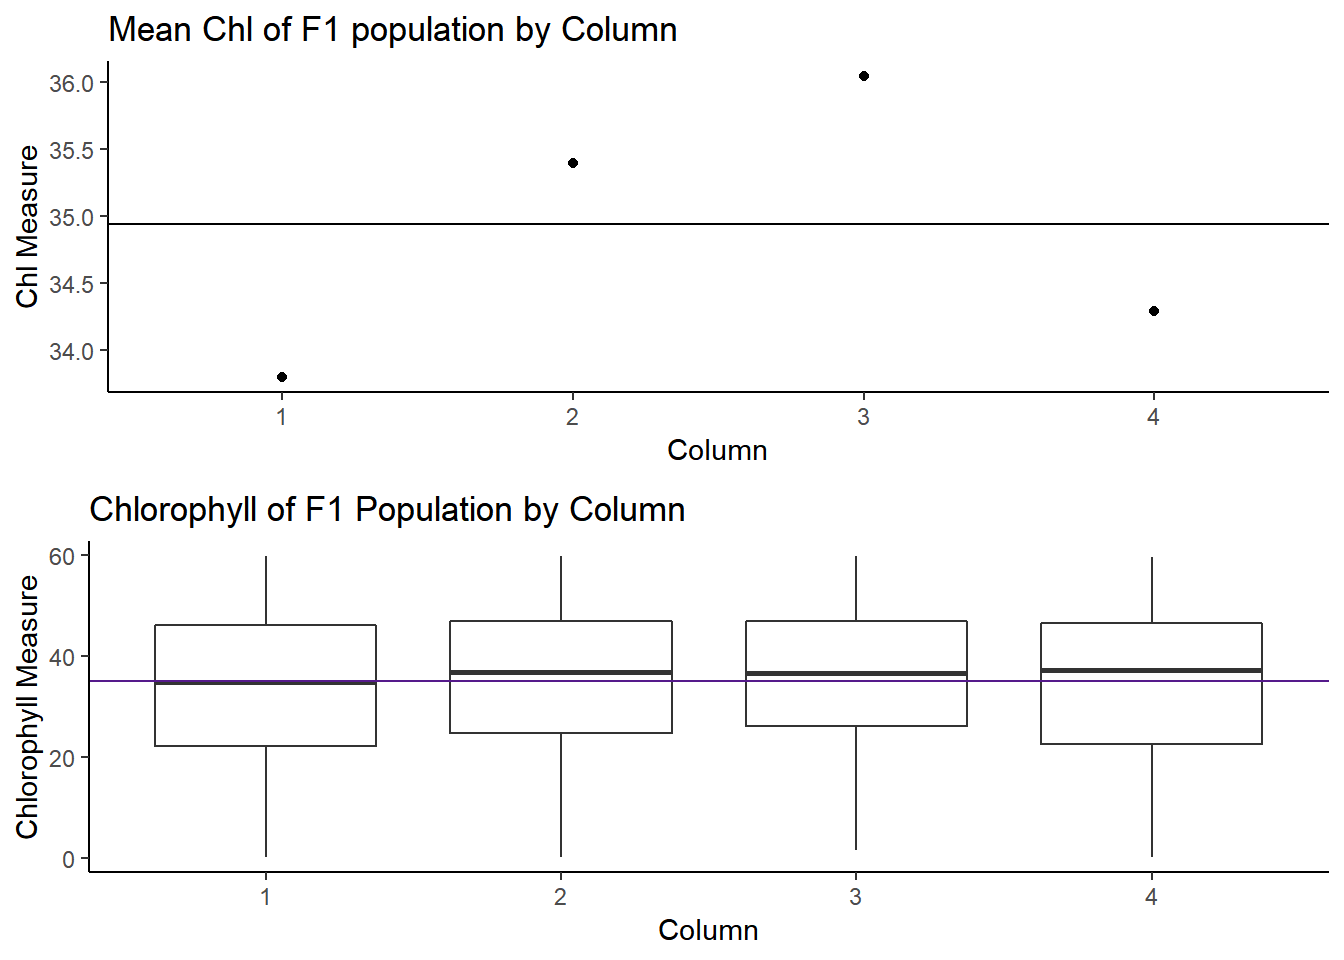 Mean Chl of F1 population by Column
Chl Measure
36.0
35.5
35.0
34.5
34.0
1 2 3 4
Column
Chlorophyll of F1 Population by Column
Chlorophyll Measure
60
40
20
0
1 2 3 4
Column